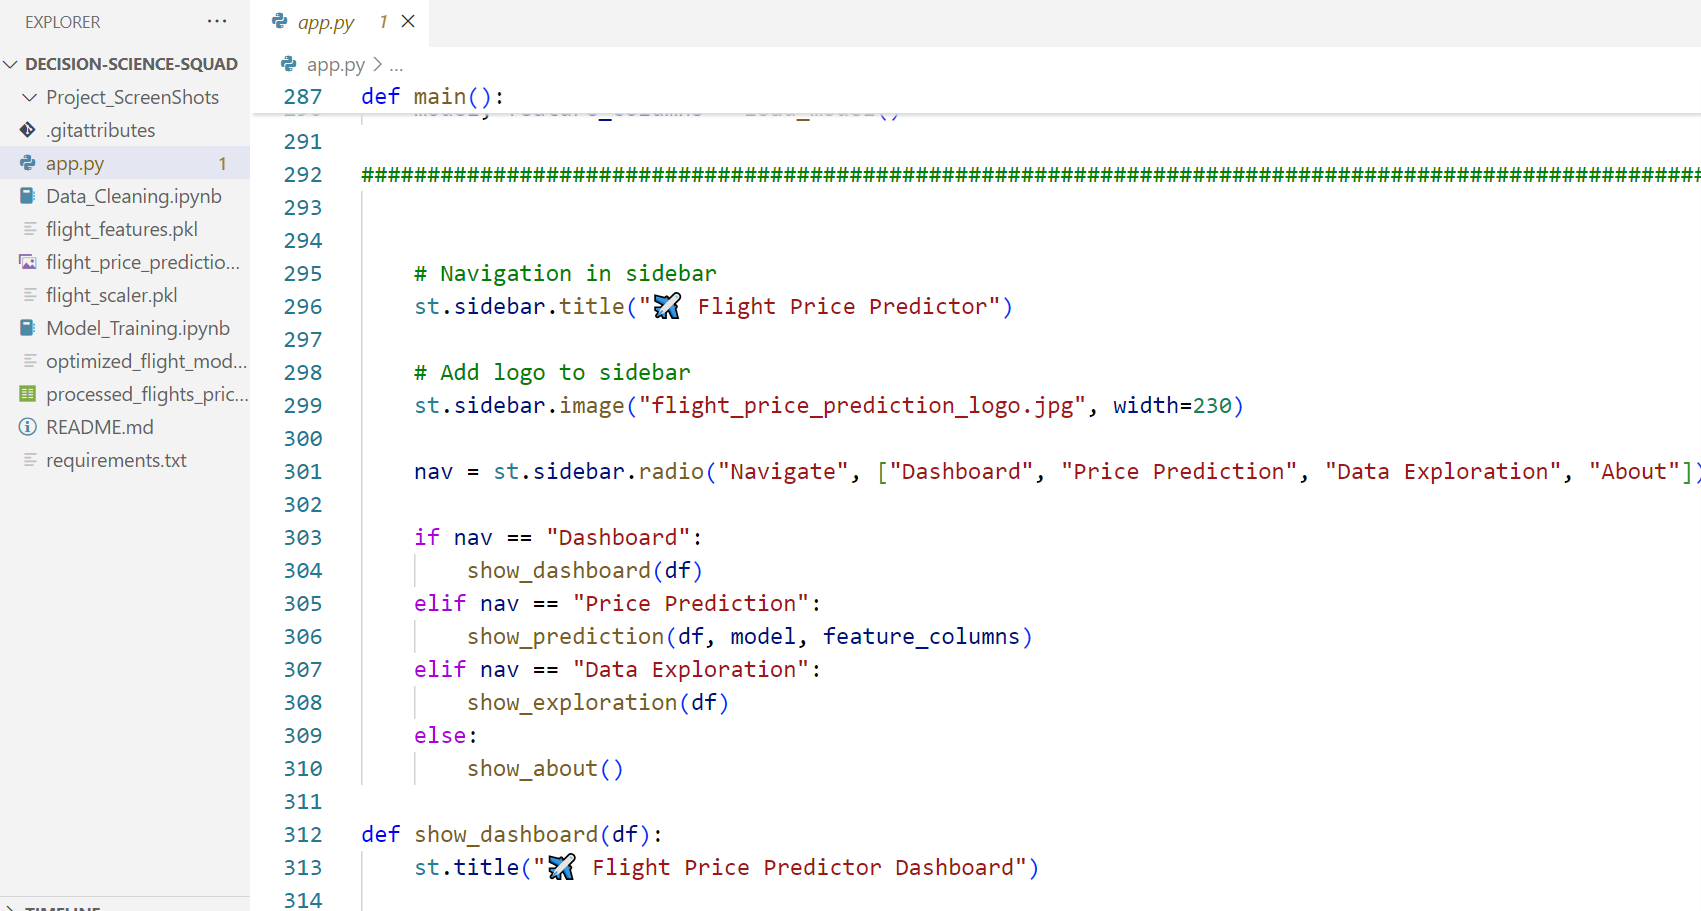 EXPLORER ...
DECISION-SCIENCE-SQUAD
Project_ScreenShots
.gitattributes
app.py 1
Data_Cleaning.ipynb
flight_features.pkl
flight_price_predictio...
flight_scaler.pkl
Model_Training.ipynb
optimized_flight_mod...
processed_flights_pric...
README.md
requirements.txt
TIMELINE
app.py 1
app.py > ...
287 def main():
291
292 ######################################################################################################
293
294
295 # Navigation in sidebar
296 st.sidebar.title("✈️ Flight Price Predictor")
297
298 # Add logo to sidebar
299 st.sidebar.image("flight_price_prediction_logo.jpg", width=230)
300
301 nav = st.sidebar.radio("Navigate", ["Dashboard", "Price Prediction", "Data Exploration", "About"])
302
303 if nav == "Dashboard":
304 show_dashboard(df)
305 elif nav == "Price Prediction":
306 show_prediction(df, model, feature_columns)
307 elif nav == "Data Exploration":
308 show_exploration(df)
309 else:
310 show_about()
311
312 def show_dashboard(df):
313 st.title("✈️ Flight Price Predictor Dashboard")
314